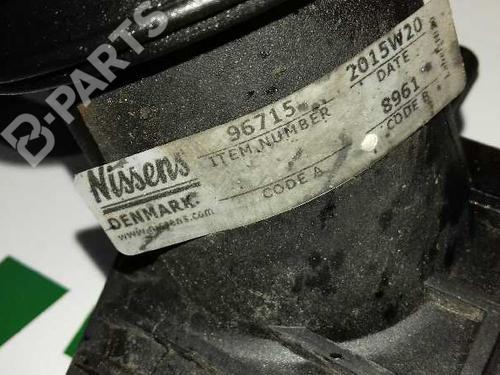 B-PARTS
Nissens
DENMARK
www.nissens.com
96715
ITEM NUMBER
CODE A
2015W20
DATE
8961
CODE B